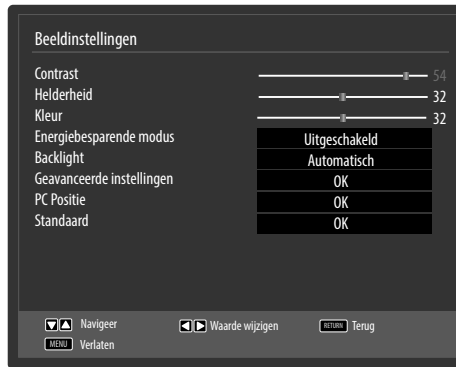 Beeldinstellingen
Contrast 54
Helderheid 32
Kleur 32
Energiebesparende modus Uitgeschakeld
Backlight Automatisch
Geavanceerde instellingen OK
PC Positie OK
Standaard OK
Navigeer Waarde wijzigen RETURN Terug
MENU Verlaten